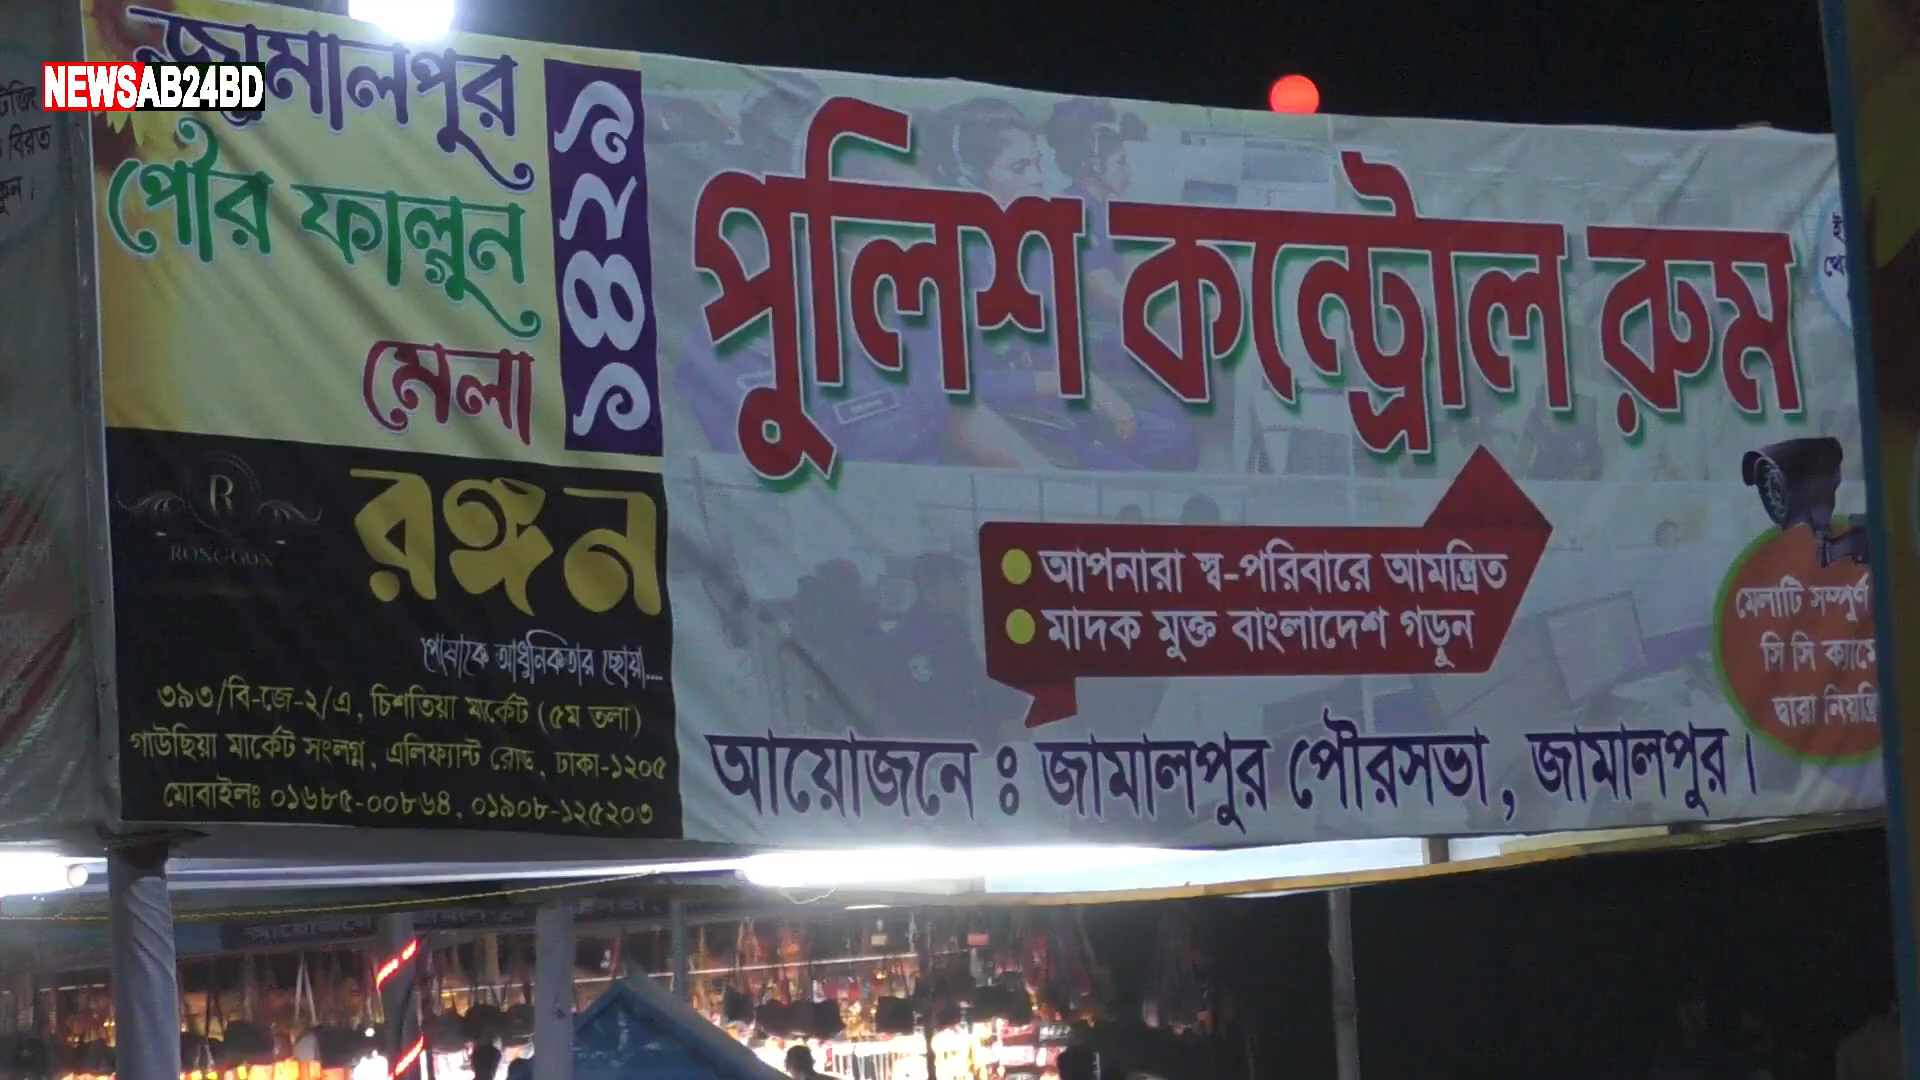 NEWSAB24BD
জামালপুর
পৌর ফাল্গুন
মেলা
১৪২৯
R
RONGGON
রঙ্গন
পোষাকে আধুনিকতার ছোয়া....
৩৯৩/বি-জে-২/এ, চিশতিয়া মার্কেট (৫ম তলা)
গাউছিয়া মার্কেট সংলগ্ন, এলিফ্যান্ট রোড, ঢাকা-১২০৫
মোবাইলঃ ০১৬৮৫-০০৮৬৪, ০১৯০৮-১২৫২০৩
পুলিশ কন্ট্রোল রুম
আপনারা স্ব-পরিবারে আমন্ত্রিত
মাদক মুক্ত বাংলাদেশ গড়ুন
আয়োজনে ঃ জামালপুর পৌরসভা, জামালপুর।
মেলাটি সম্পূর্ণ
সি সি
দ্বারা
বিরত